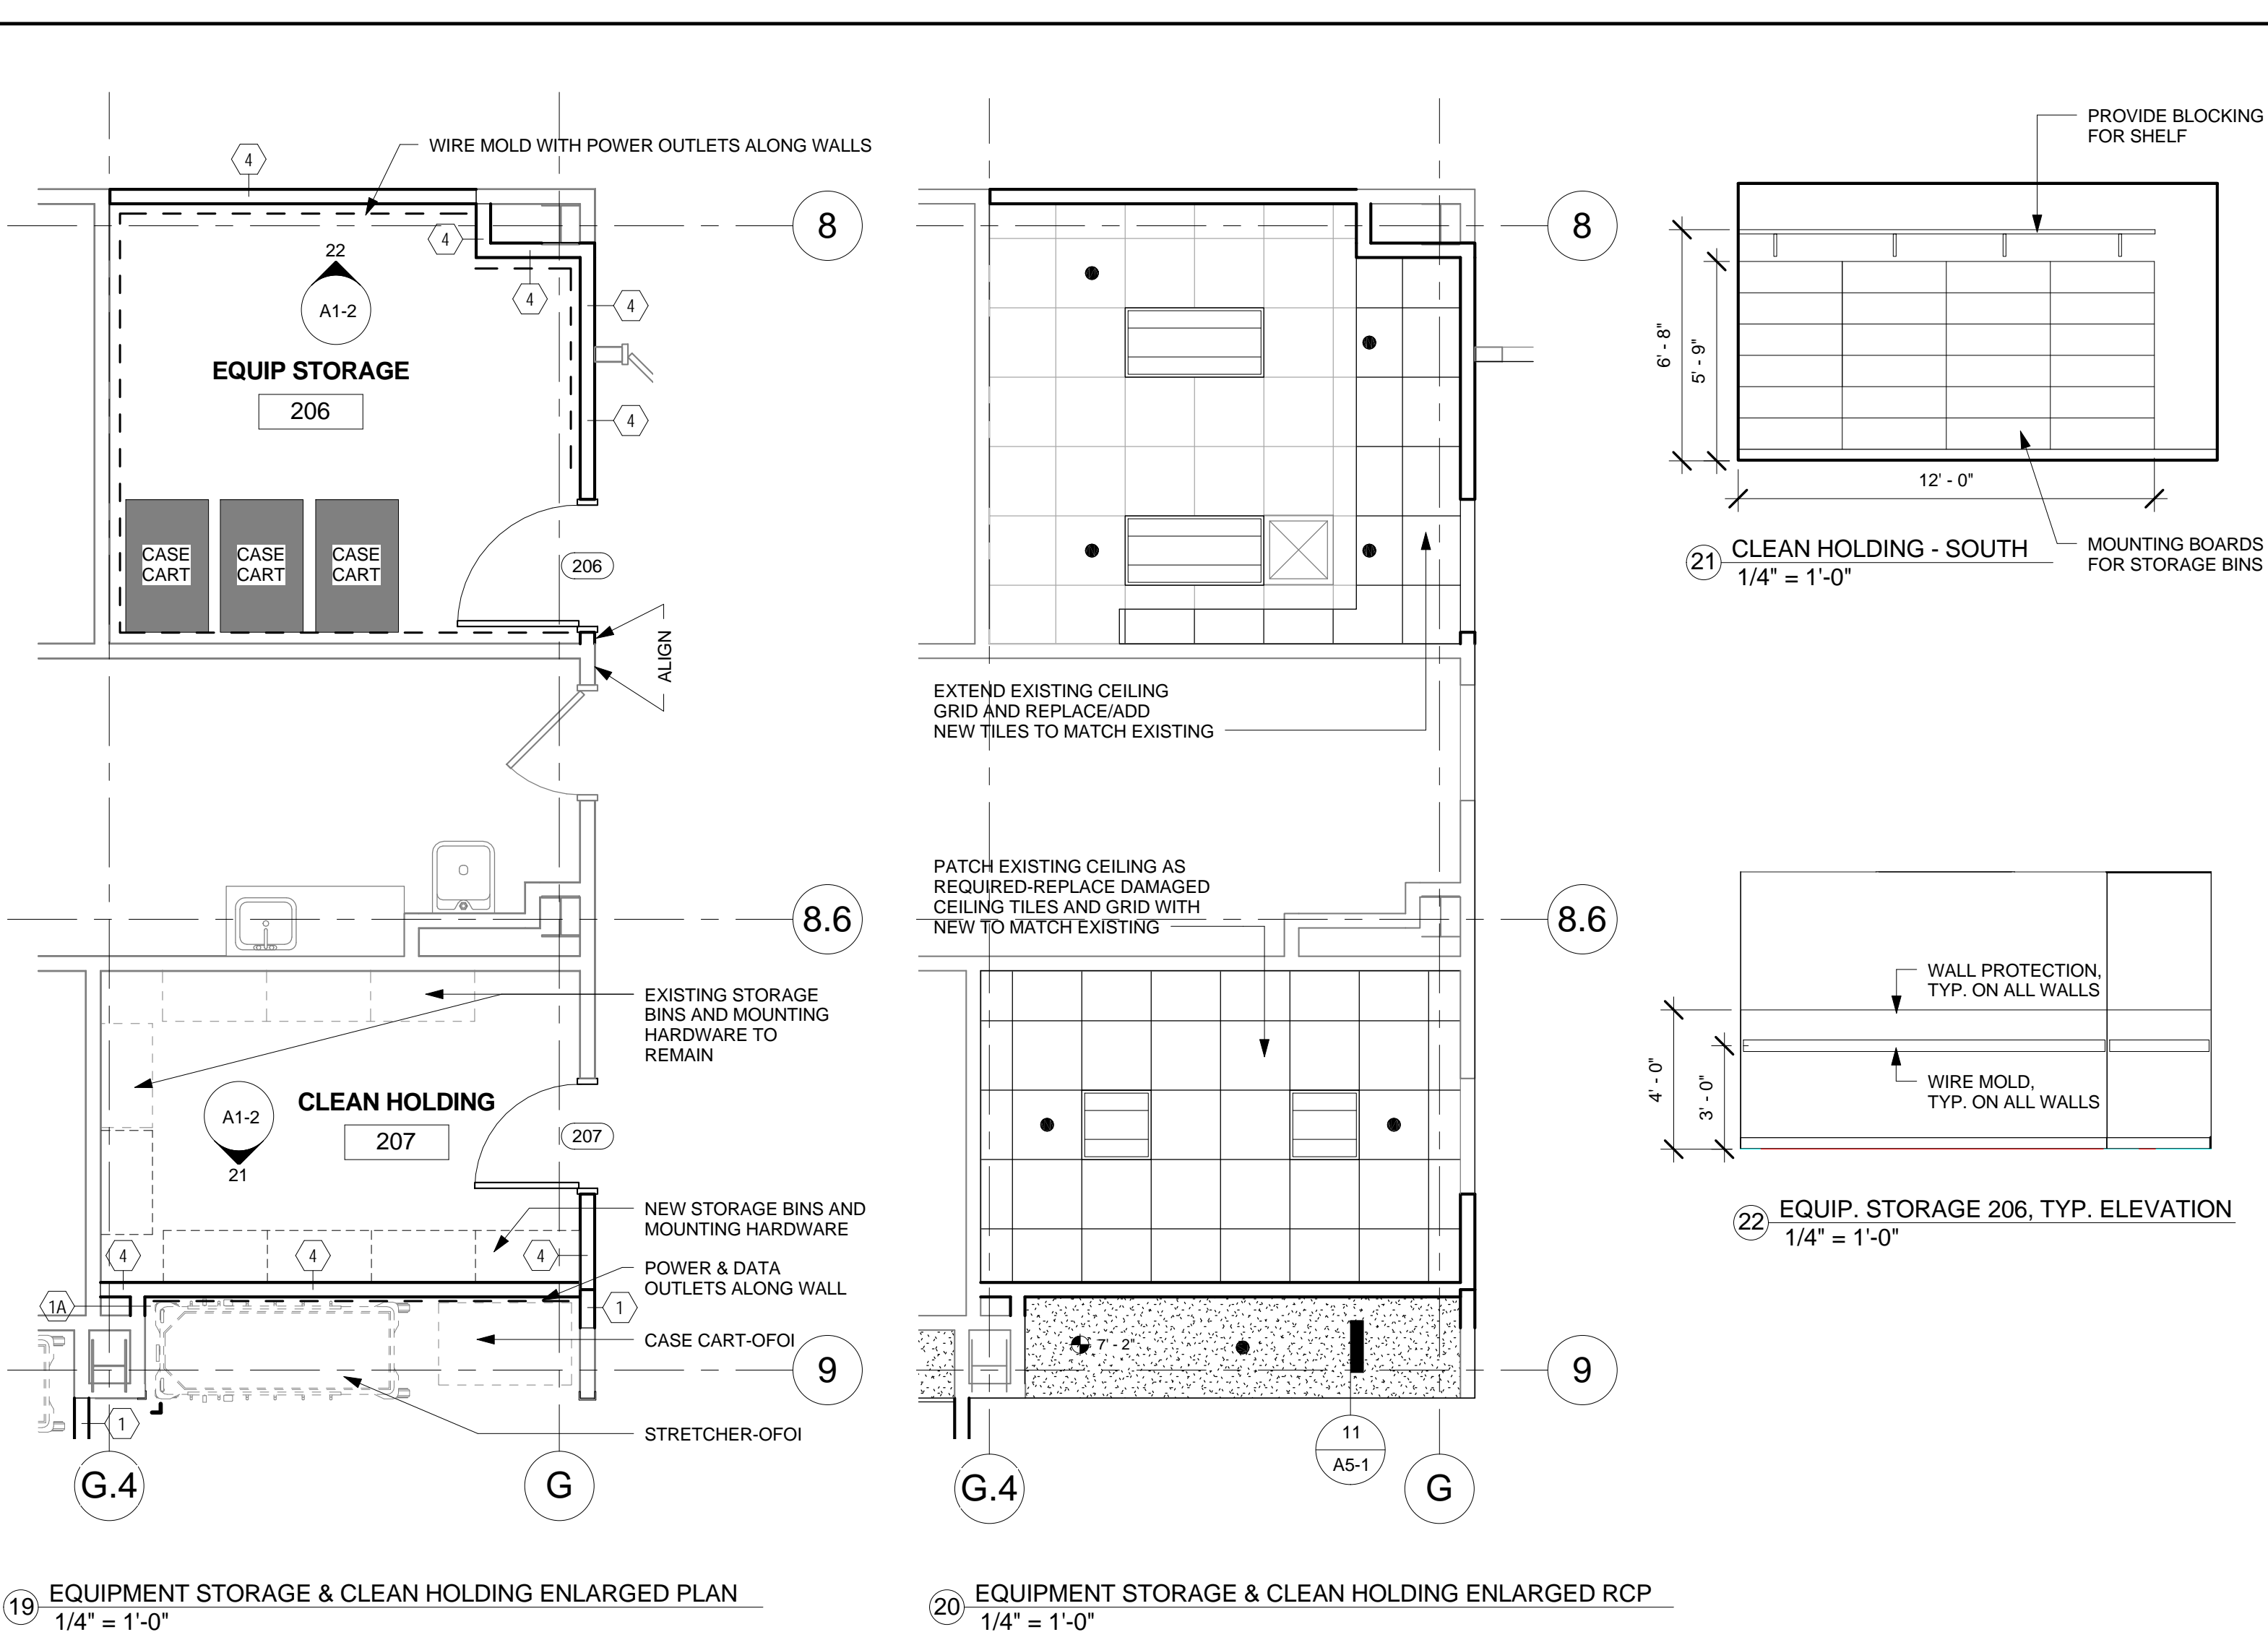 WIRE MOLD WITH POWER OUTLETS ALONG WALLS
4
8
4
22
4
A1-2
4
EQUIP STORAGE
206
4
CASE
CART
CASE
CART
CASE
CART
206
ALIGN
8.6
EXISTING STORAGE
BINS AND MOUNTING
HARDWARE TO
REMAIN
CLEAN HOLDING
207
A1-2
21
207
NEW STORAGE BINS AND
MOUNTING HARDWARE
4
4
4
POWER & DATA
OUTLETS ALONG WALL
1A
1
CASE CART-OFOI
9
1
STRETCHER-OFOI
G.4
G
19
EQUIPMENT STORAGE & CLEAN HOLDING ENLARGED PLAN
1/4" = 1'-0"
8
EXTEND EXISTING CEILING
GRID AND REPLACE/ADD
NEW TILES TO MATCH EXISTING
PATCH EXISTING CEILING AS
REQUIRED-REPLACE DAMAGED
CEILING TILES AND GRID WITH
NEW TO MATCH EXISTING
8.6
7' - 2"
9
11
A5-1
G.4
G
20
EQUIPMENT STORAGE & CLEAN HOLDING ENLARGED RCP
1/4" = 1'-0"
PROVIDE BLOCKING
FOR SHELF
6' - 8"
5' - 9"
12' - 0"
MOUNTING BOARDS
FOR STORAGE BINS
21
CLEAN HOLDING - SOUTH
1/4" = 1'-0"
WALL PROTECTION,
TYP. ON ALL WALLS
4' - 0"
3' - 0"
WIRE MOLD,
TYP. ON ALL WALLS
22
EQUIP. STORAGE 206, TYP. ELEVATION
1/4" = 1'-0"